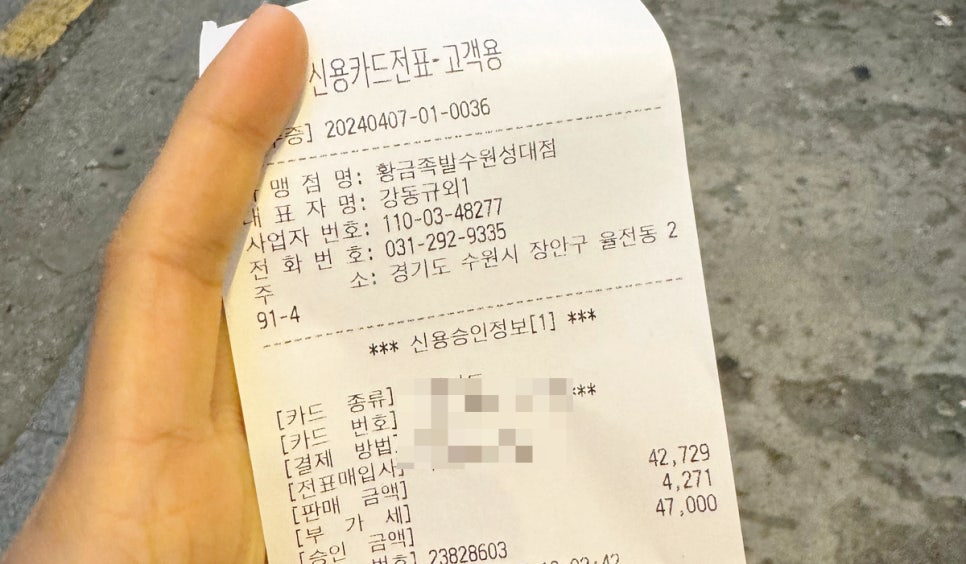 신용카드전표-고객용
20240407-01-0036
맹 점 명: 황금족발수원성대점
대 표 자 명: 강동규외1
사업자 번호: 110-03-48277
전 화 번 호: 031-292-9335
주 소: 경기도 수원시 장안구 율전동 2
91-4
*** 신용승인정보[1] ***
[카드 종류]
[카드 번호] ***
[결제 방법]
[전표매입사]
[판매 금액] 42,729
[부 가 세] 4,271
[승인 금액] 47,000
번호] 23828603